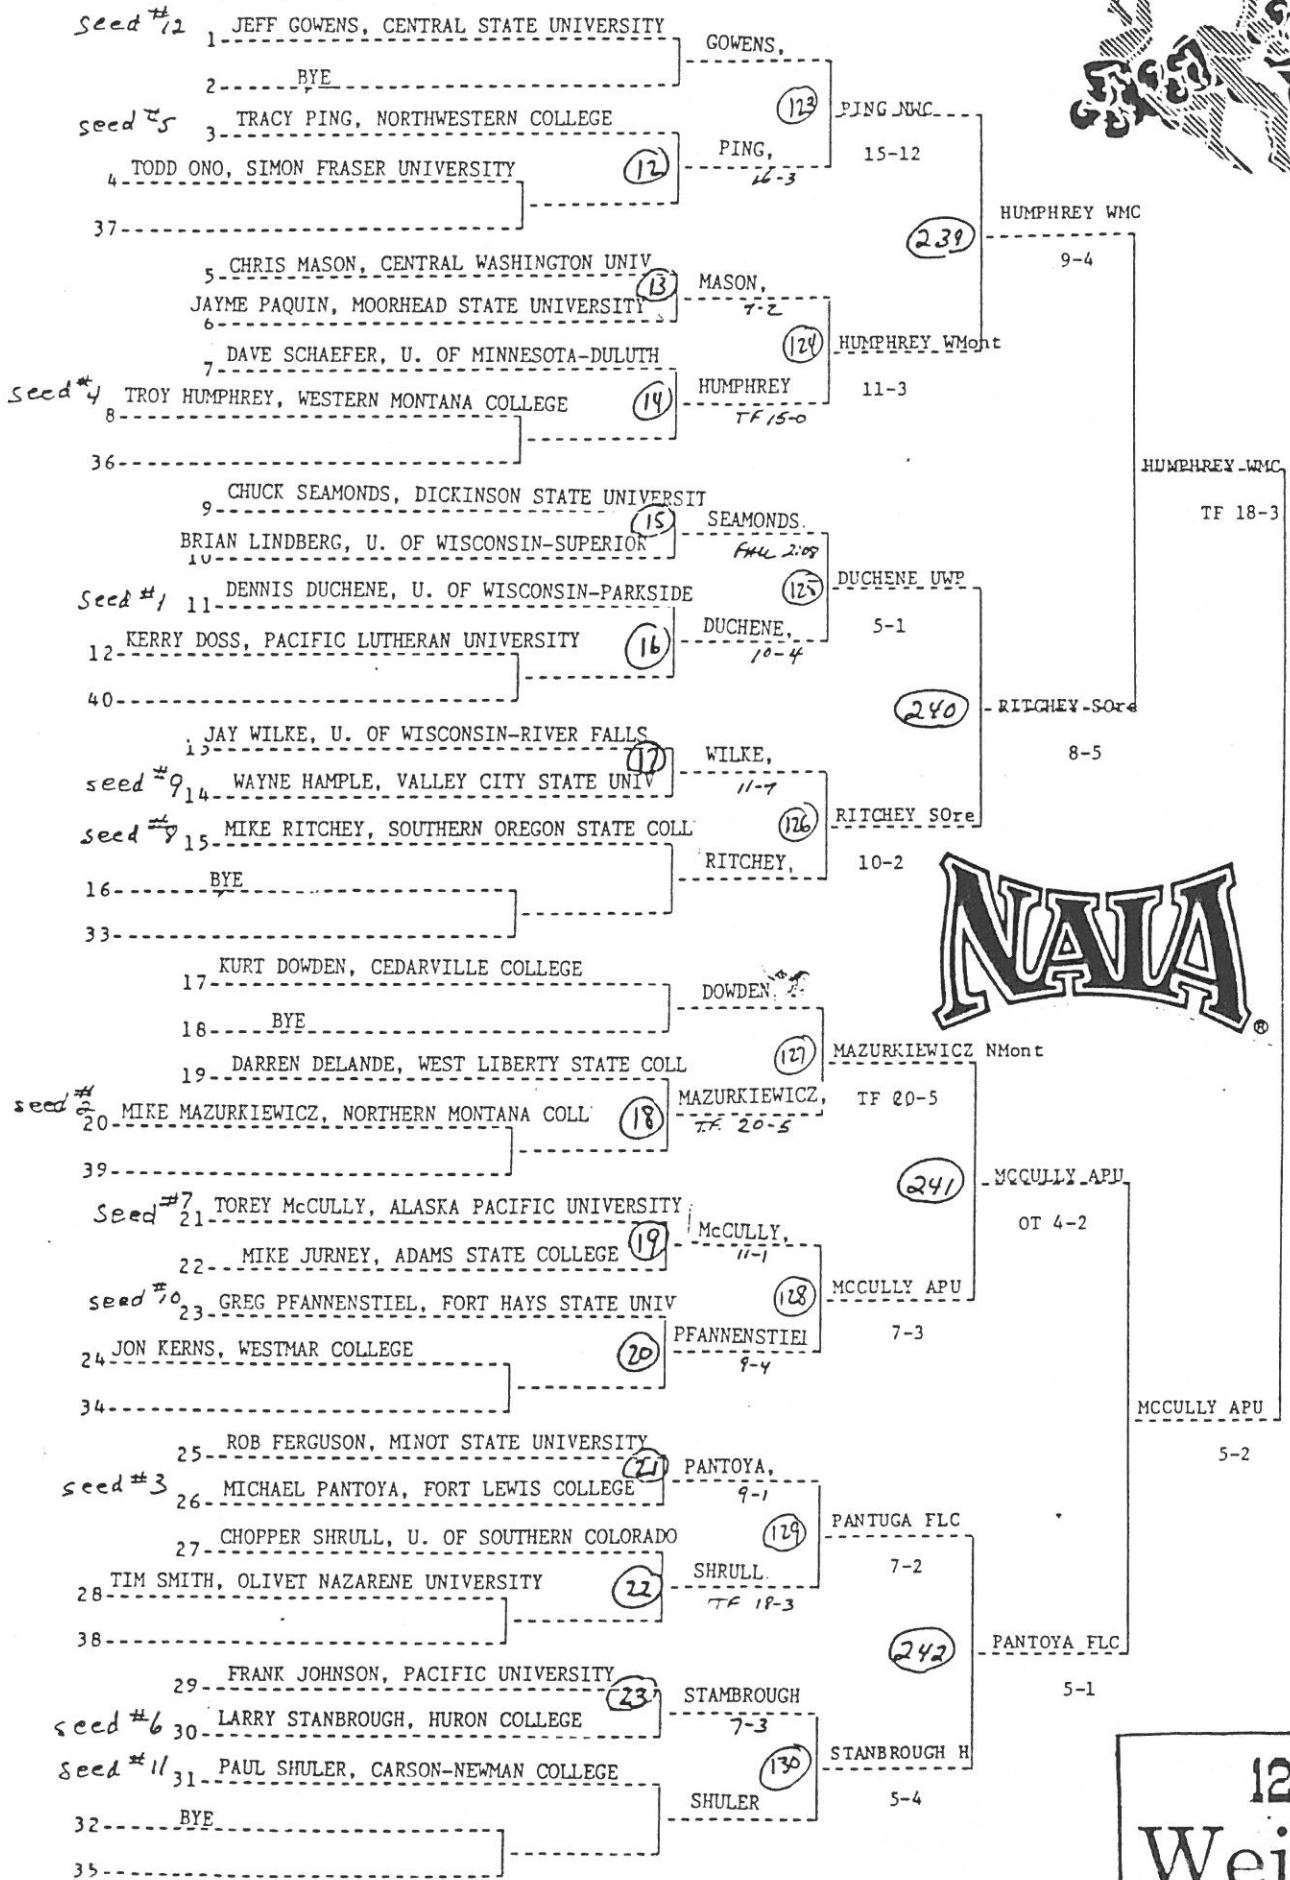 seed #12 1 JEFF GOWENS, CENTRAL STATE UNIVERSITY
GOWENS,
2 BYE
123 PING NWC
seed #5 3 TRACY PING, NORTHWESTERN COLLEGE
15-12
4 TODD ONO, SIMON FRASER UNIVERSITY
12 PING,
16-3
37
239 HUMPHREY WMC
9-4
5 CHRIS MASON, CENTRAL WASHINGTON UNIV
13 MASON,
7-2
JAYME PAQUIN, MOORHEAD STATE UNIVERSITY
6
124 HUMPHREY WMont
11-3
7 DAVE SCHAEFER, U. OF MINNESOTA-DULUTH
seed #4 8 TROY HUMPHREY, WESTERN MONTANA COLLEGE
14 HUMPHREY
TF 15-0
36
HUMPHREY WMC
TF 18-3
9 CHUCK SEAMONDS, DICKINSON STATE UNIVERSIT
15 SEAMONDS.
FALL 2:08
BRIAN LINDBERG, U. OF WISCONSIN-SUPERIOR
10
125 DUCHENE UWP
5-1
Seed #1 11 DENNIS DUCHENE, U. OF WISCONSIN-PARKSIDE
12 KERRY DOSS, PACIFIC LUTHERAN UNIVERSITY
16 DUCHENE,
10-4
40
240 RITCHEY SOre
8-5
13 JAY WILKE, U. OF WISCONSIN-RIVER FALLS
17 WILKE,
11-7
seed #9 14 WAYNE HAMPLE, VALLEY CITY STATE UNIV
126 RITCHEY SOre
10-2
seed #8 15 MIKE RITCHEY, SOUTHERN OREGON STATE COLL
RITCHEY,
16 BYE
33
NAIA®
17 KURT DOWDEN, CEDARVILLE COLLEGE
DOWDEN
18 BYE
127 MAZURKIEWICZ NMont
TF 20-5
19 DARREN DELANDE, WEST LIBERTY STATE COLL
seed #2 20 MIKE MAZURKIEWICZ, NORTHERN MONTANA COLL
18 MAZURKIEWICZ,
T.F. 20-5
39
241 MCCULLY APU
OT 4-2
Seed #7 21 TOREY McCULLY, ALASKA PACIFIC UNIVERSITY
19 McCULLY,
11-1
22 MIKE JURNEY, ADAMS STATE COLLEGE
128 MCCULLY APU
7-3
seed #10 23 GREG PFANNENSTIEL, FORT HAYS STATE UNIV
24 JON KERNS, WESTMAR COLLEGE
20 PFANNENSTIEI
9-4
34
MCCULLY APU
5-2
25 ROB FERGUSON, MINOT STATE UNIVERSITY
21 PANTOYA,
9-1
seed #3 26 MICHAEL PANTOYA, FORT LEWIS COLLEGE
129 PANTUGA FLC
7-2
27 CHOPPER SHRULL, U. OF SOUTHERN COLORADO
28 TIM SMITH, OLIVET NAZARENE UNIVERSITY
22 SHRULL.
TF 18-3
38
242 PANTOYA FLC
5-1
29 FRANK JOHNSON, PACIFIC UNIVERSITY
23 STAMBROUGH
7-3
seed #6 30 LARRY STANBROUGH, HURON COLLEGE
130 STANBROUGH H
5-4
Seed #11 31 PAUL SHULER, CARSON-NEWMAN COLLEGE
SHULER
32 BYE
35
12
Wei